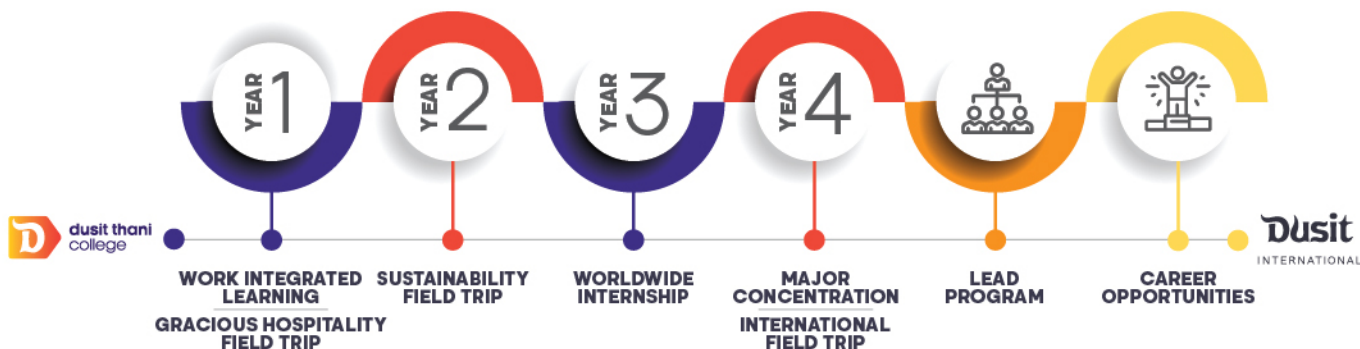 YEAR 1
YEAR 2
YEAR 3
YEAR 4
dusit thani
college
Dusit
INTERNATIONAL
WORK INTEGRATED
LEARNING
GRACIOUS HOSPITALITY
FIELD TRIP
SUSTAINABILITY
FIELD TRIP
WORLDWIDE
INTERNSHIP
MAJOR
CONCENTRATION
INTERNATIONAL
FIELD TRIP
LEAD
PROGRAM
CAREER
OPPORTUNITIES